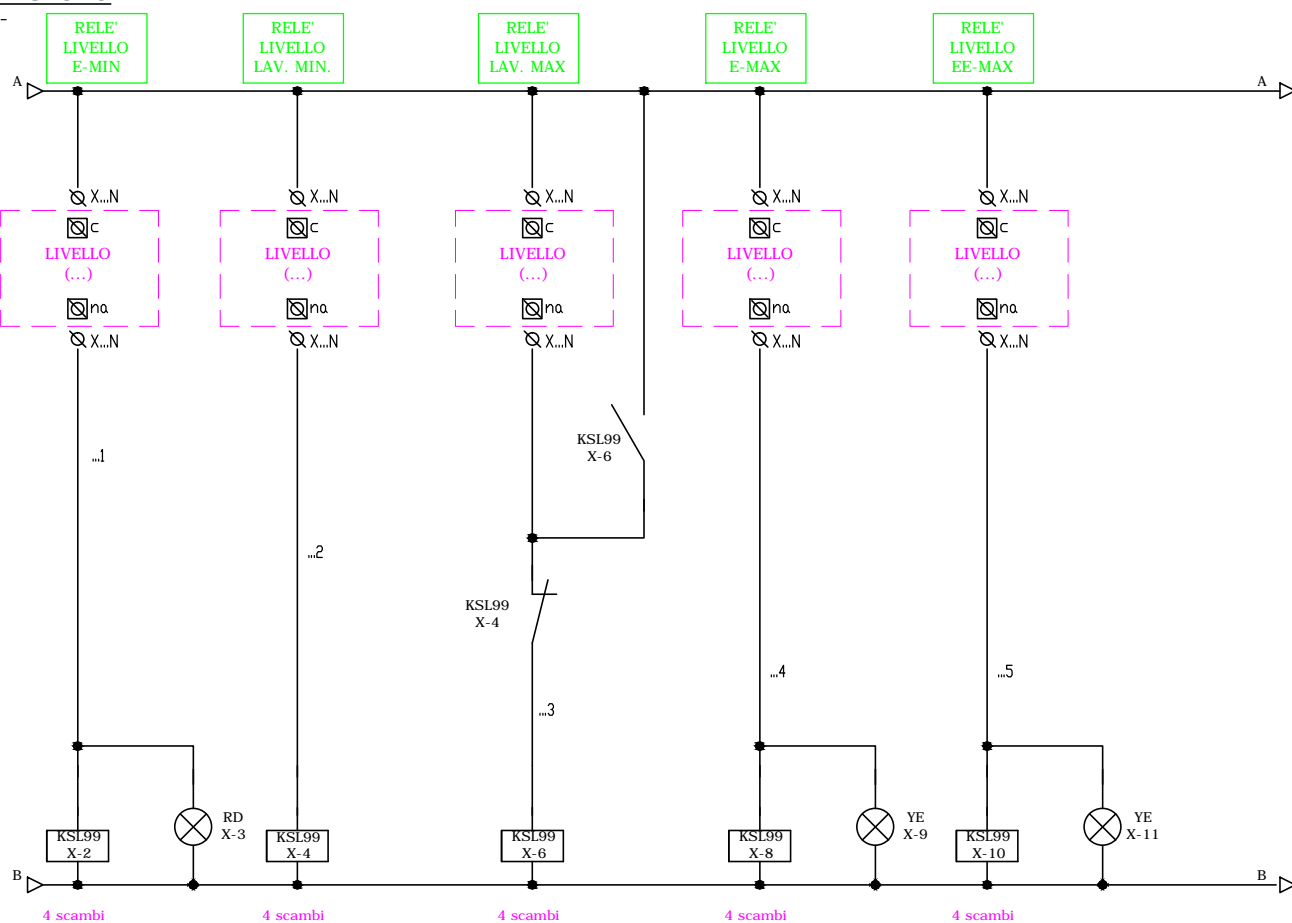 RELE'
LIVELLO
E-MIN
RELE'
LIVELLO
LAV. MIN.
RELE'
LIVELLO
LAV. MAX
RELE'
LIVELLO
E-MAX
RELE'
LIVELLO
EE-MAX
A
A
X...N
X...N
X...N
X...N
X...N
c
c
c
c
c
LIVELLO
(...)
LIVELLO
(...)
LIVELLO
(...)
LIVELLO
(...)
LIVELLO
(...)
na
na
na
na
na
X...N
X...N
X...N
X...N
X...N
KSL99
X-6
...1
...2
KSL99
X-4
...4
...5
...3
KSL99
X-2
RD
X-3
KSL99
X-4
KSL99
X-6
KSL99
X-8
YE
X-9
KSL99
X-10
YE
X-11
B
B
4 scambi
4 scambi
4 scambi
4 scambi
4 scambi